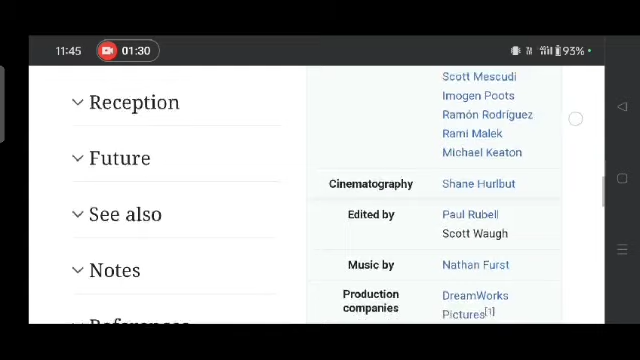 11:45
01:30
93%
Reception
Future
See also
Notes
References
Scott Mescudi
Imogen Poots
Ramón Rodríguez
Rami Malek
Michael Keaton
Cinematography Shane Hurlbut
Edited by Paul Rubell
Scott Waugh
Music by Nathan Furst
Production companies DreamWorks
Pictures[1]